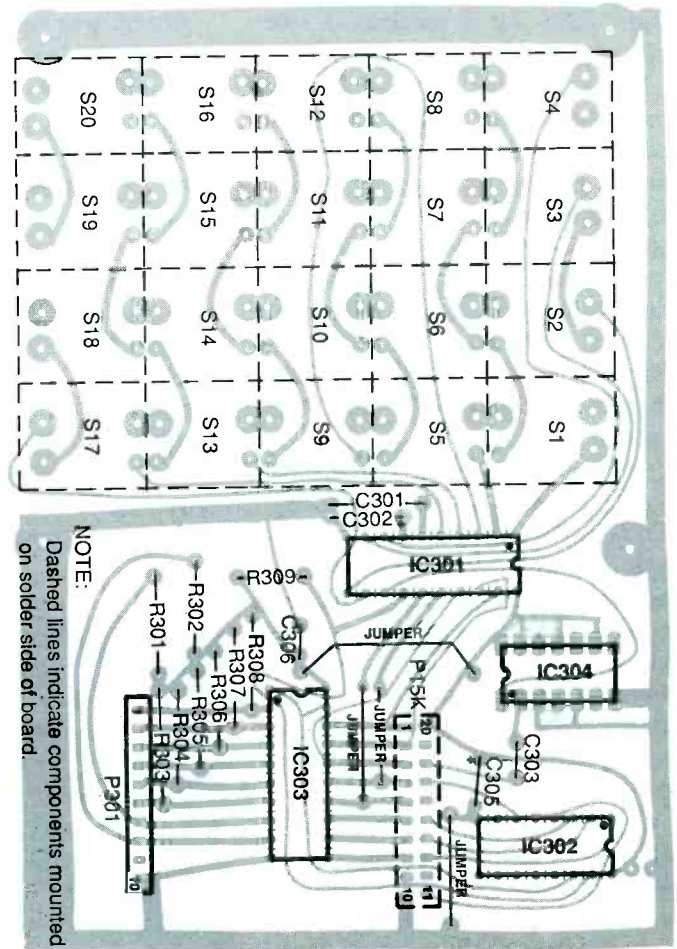 S20
S16
S12
S8
S4
S19
S15
S11
S7
S3
S18
S14
S10
S6
S2
S17
S13
S9
S5
S1
C301
C302
IC301
R309
R302
R301
C306
JUMPER
IC304
R308
R307
R306
R305
R304
R303
P15K
1 20
JUMPER
JUMPER
C303
C305
IC303
P301
IC302
JUMPER
10
10 11
NOTE:
Dashed lines indicate components mounted
on solder side of board.